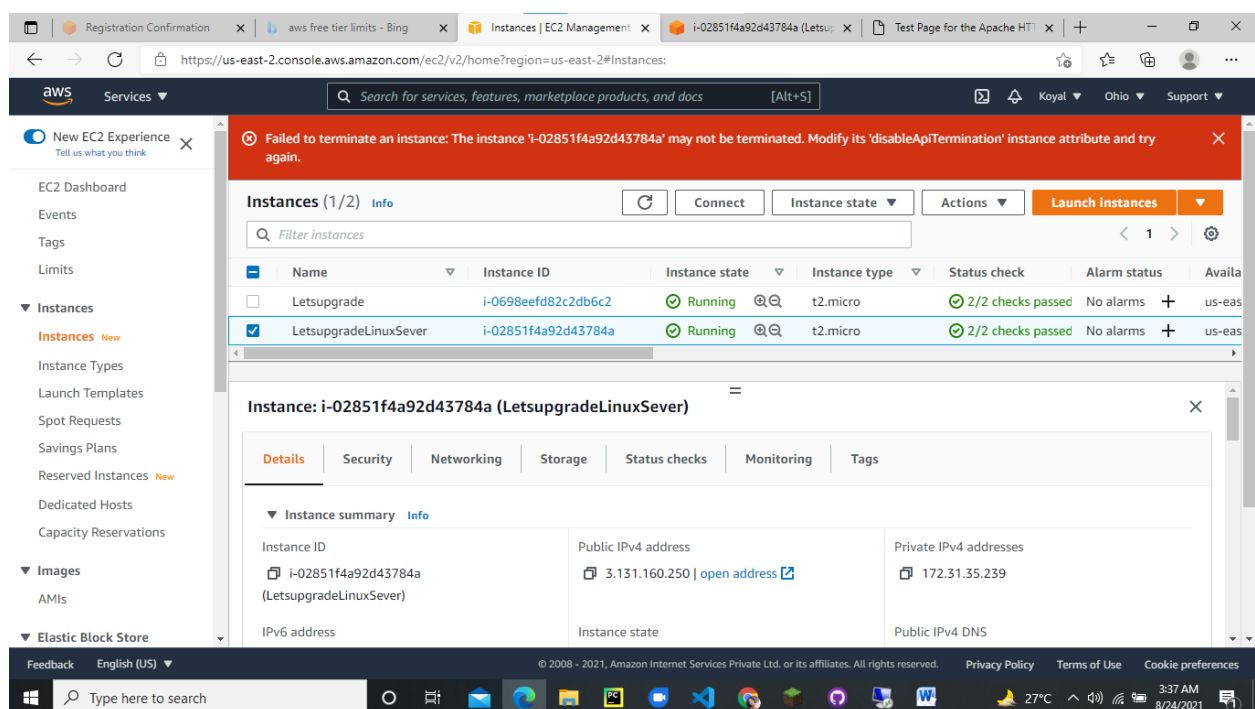 Registration Confirmation
aws free tier limits - Bing
Instances | EC2 Management
i-02851f4a92d43784a (Letsup
Test Page for the Apache HTT
https://us-east-2.console.aws.amazon.com/ec2/v2/home?region=us-east-2#Instances:
aws Services ▼ Search for services, features, marketplace products, and docs [Alt+S] Koyal ▼ Ohio ▼ Support ▼
New EC2 Experience
Tell us what you think
EC2 Dashboard
Events
Tags
Limits
▼ Instances
Instances New
Instance Types
Launch Templates
Spot Requests
Savings Plans
Reserved Instances New
Dedicated Hosts
Capacity Reservations
▼ Images
AMIs
▼ Elastic Block Store
Failed to terminate an instance: The instance 'i-02851f4a92d43784a' may not be terminated. Modify its 'disableApiTermination' instance attribute and try
again.
Instances (1/2) Info Connect Instance state ▼ Actions ▼ Launch instances ▼
Filter instances < 1 >
Name Instance ID Instance state Instance type Status check Alarm status Availa
Letsupgrade i-0698eefd82c2db6c2 Running t2.micro 2/2 checks passed No alarms + us-eas
LetsupgradeLinuxSever i-02851f4a92d43784a Running t2.micro 2/2 checks passed No alarms + us-eas
Instance: i-02851f4a92d43784a (LetsupgradeLinuxSever)
Details Security Networking Storage Status checks Monitoring Tags
▼ Instance summary Info
Instance ID Public IPv4 address Private IPv4 addresses
i-02851f4a92d43784a 3.131.160.250 | open address 172.31.35.239
(LetsupgradeLinuxSever)
IPv6 address Instance state Public IPv4 DNS
Feedback English (US) ▼ © 2008 - 2021, Amazon Internet Services Private Ltd. or its affiliates. All rights reserved. Privacy Policy Terms of Use Cookie preferences
Type here to search PC W 27°C 3:37 AM
8/24/2021